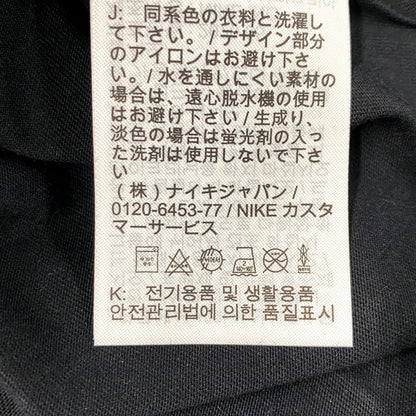 J: 同系色の衣料と洗濯し
て下さい。/ デザイン部分
のアイロンはお避け下さ
い。/ 水を通しにくい素材の
場合は、遠心脱水機の使用
はお避け下さい / 生成り、
淡色の場合は蛍光剤の入っ
た洗剤は使用しないで下さ
い
(株) ナイキジャパン /
0120-6453-77 / NIKE カスタ
マーサービス
K: 전기용품 및 생활용품
안전관리법에 의한 품질표시